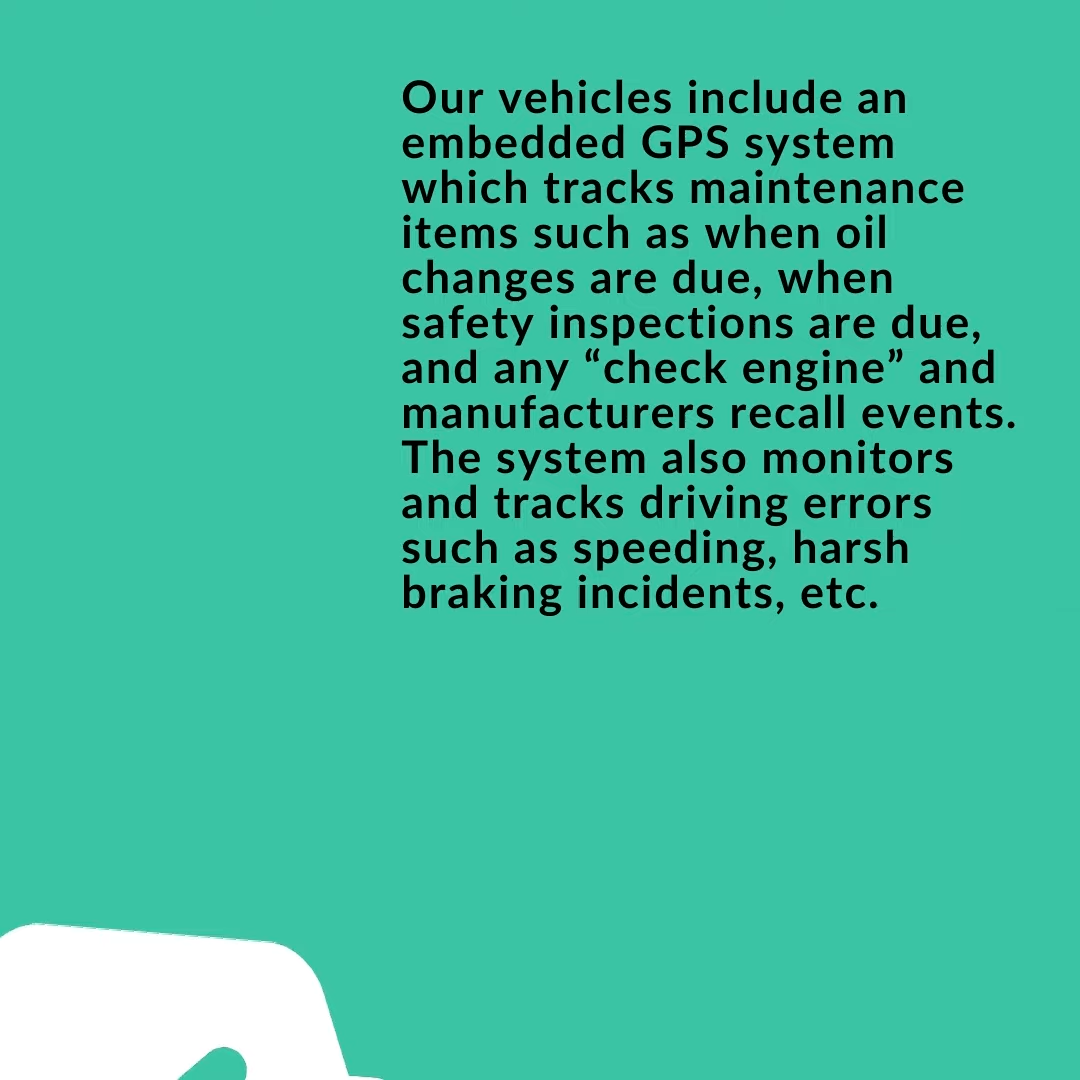 Our vehicles include an
embedded GPS system
which tracks maintenance
items such as when oil
changes are due, when
safety inspections are due,
and any “check engine” and
manufacturers recall events.
The system also monitors
and tracks driving errors
such as speeding, harsh
braking incidents, etc.